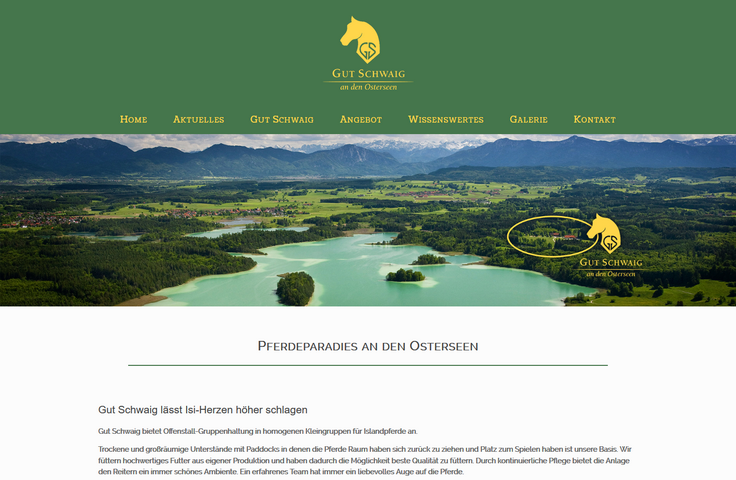 GS
GUT SCHWAIG
an den Osterseen
HOME AKTUELLES GUT SCHWAIG ANGEBOT WISSENSWERTES GALERIE KONTAKT
GS
GUT SCHWAIG
an den Osterseen
PFERDEPARADIES AN DEN OSTERSEEN
Gut Schwaig lässt Isi-Herzen höher schlagen
Gut Schwaig bietet Offenstall-Gruppenhaltung in homogenen Kleingruppen für Islandpferde an.
Trockene und großräumige Unterstände mit Paddocks in denen die Pferde Raum haben sich zurück zu ziehen und Platz zum Spielen haben ist unsere Basis. Wir
füttern hochwertiges Futter aus eigener Produktion und haben dadurch die Möglichkeit beste Qualität zu füttern. Durch kontinuierliche Pflege bietet die Anlage
den Reitern ein immer schönes Ambiente. Ein erfahrenes Team hat immer ein liebevolles Auge auf die Pferde.